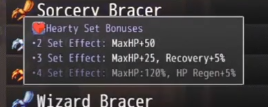 Sorcery Bracer
Hearty Set Bonuses
•2 Set Effect: MaxHP+50
•3 Set Effect: MaxHP+25, Recovery+5%
•4 Set Effect: MaxHP:120%, HP Regen+5%
Wizard Bracer